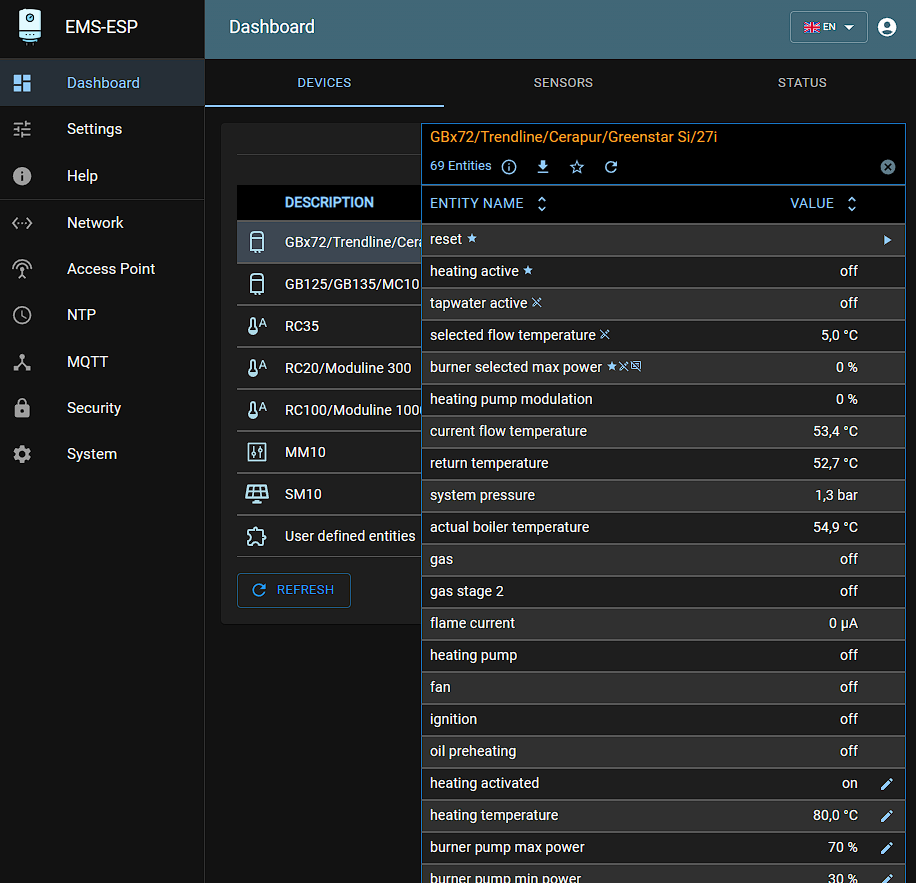 EMS-ESP
Dashboard
EN
Dashboard
Settings
Help
Network
Access Point
NTP
MQTT
Security
System
DEVICES
SENSORS
STATUS
DESCRIPTION
GBx72/Trendline/Cera
GB125/GB135/MC10
RC35
RC20/Moduline 300
RC100/Moduline 1000
MM10
SM10
User defined entities
REFRESH
GBx72/Trendline/Cerapur/Greenstar Si/27i
69 Entities
ENTITY NAME VALUE
reset
heating active off
tapwater active off
selected flow temperature 5,0 °C
burner selected max power 0 %
heating pump modulation 0 %
current flow temperature 53,4 °C
return temperature 52,7 °C
system pressure 1,3 bar
actual boiler temperature 54,9 °C
gas off
gas stage 2 off
flame current 0 µA
heating pump off
fan off
ignition off
oil preheating off
heating activated on
heating temperature 80,0 °C
burner pump max power 70 %
burner pump min power 30 %